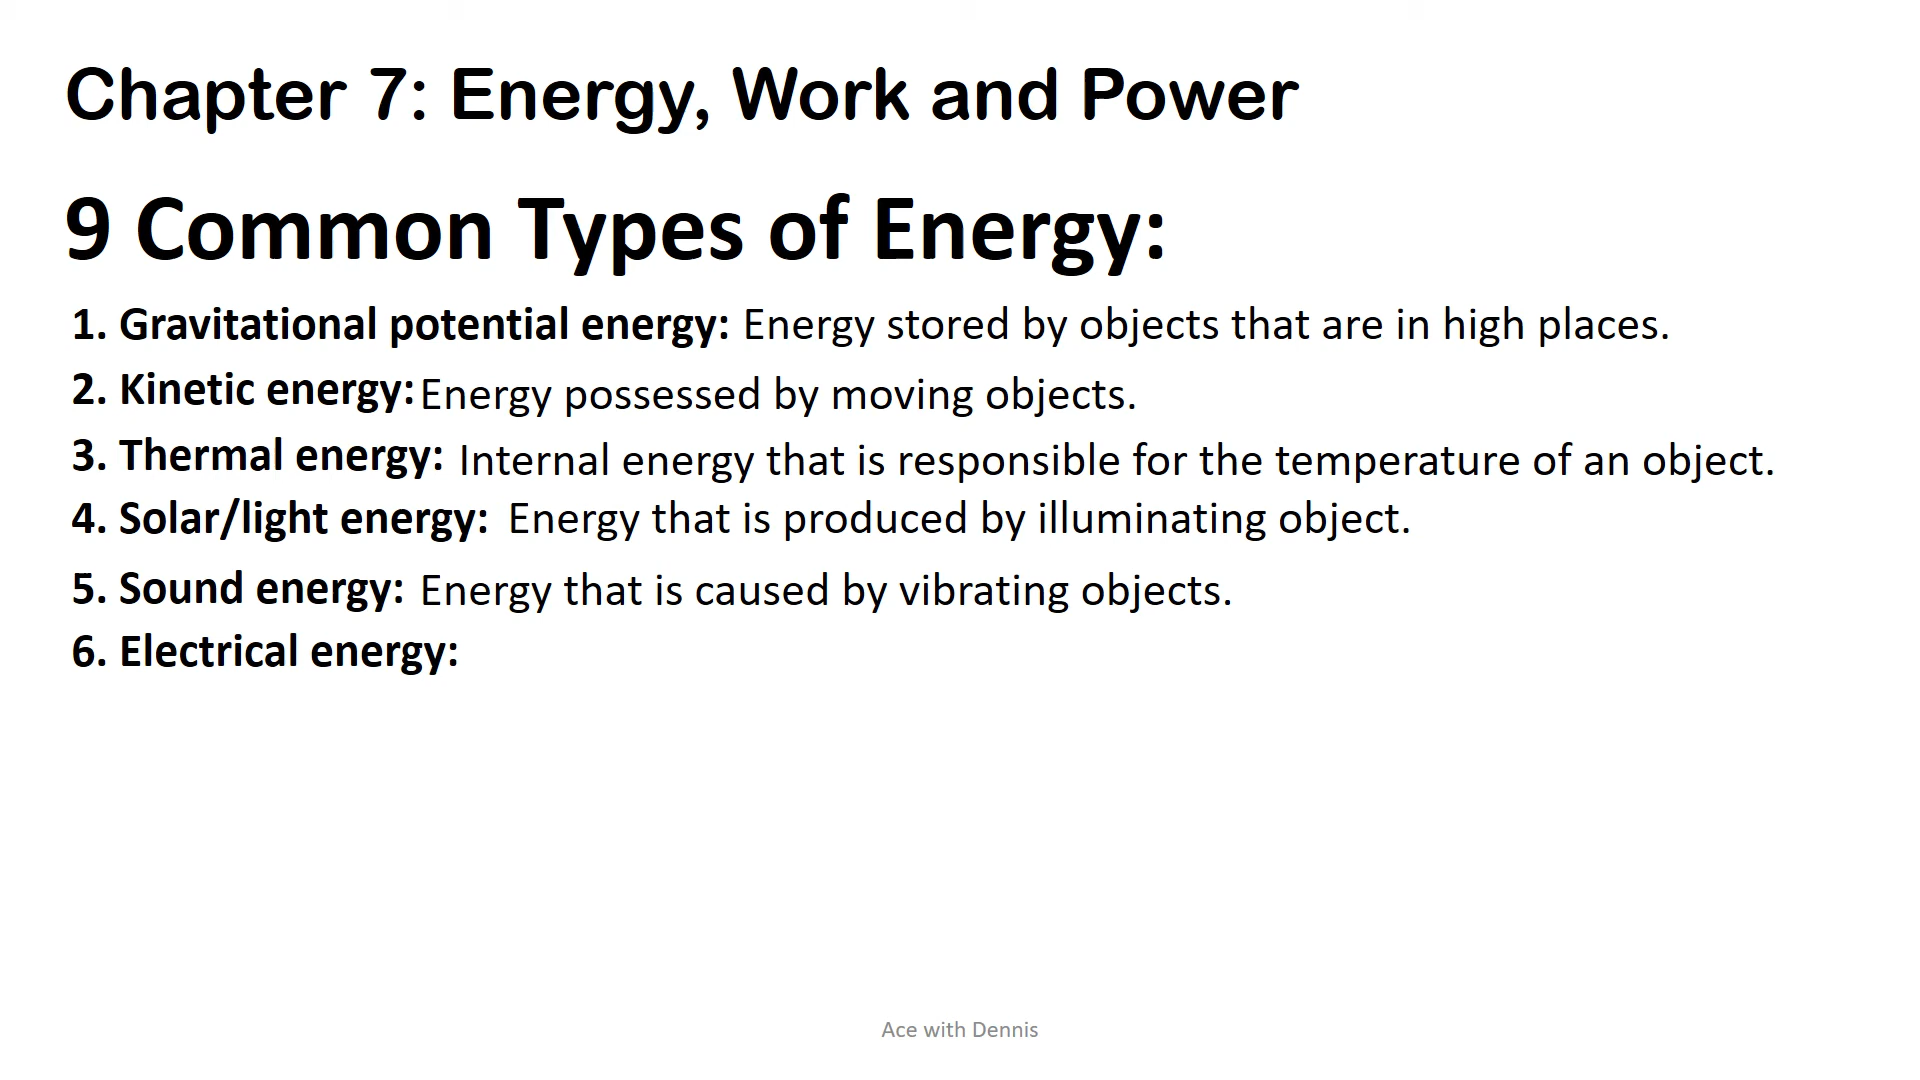 Chapter 7: Energy, Work and Power
9 Common Types of Energy:
1. Gravitational potential energy: Energy stored by objects that are in high places.
2. Kinetic energy: Energy possessed by moving objects.
3. Thermal energy: Internal energy that is responsible for the temperature of an object.
4. Solar/light energy: Energy that is produced by illuminating object.
5. Sound energy: Energy that is caused by vibrating objects.
6. Electrical energy:
Ace with Dennis